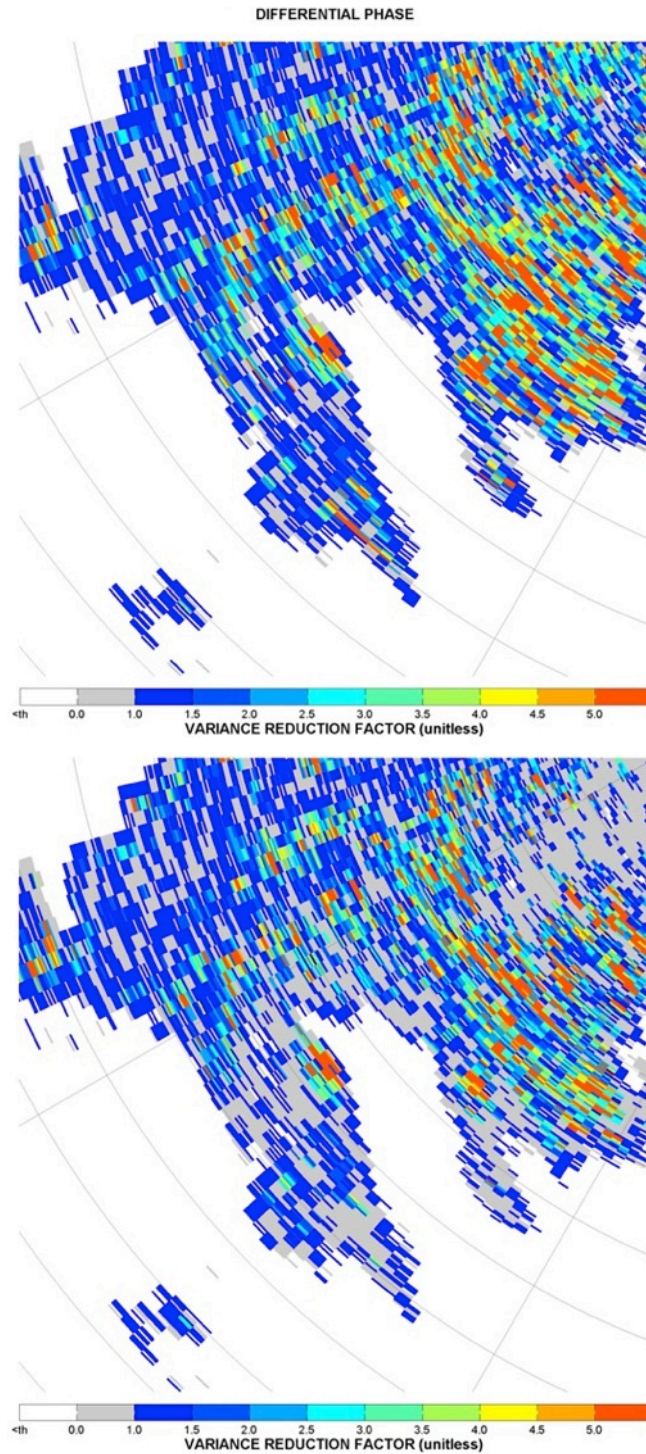 DIFFERENTIAL PHASE
<th 0.0 1.0 1.5 2.0 2.5 3.0 3.5 4.0 4.5 5.0
VARIANCE REDUCTION FACTOR (unitless)
<th 0.0 1.0 1.5 2.0 2.5 3.0 3.5 4.0 4.5 5.0
VARIANCE REDUCTION FACTOR (unitless)